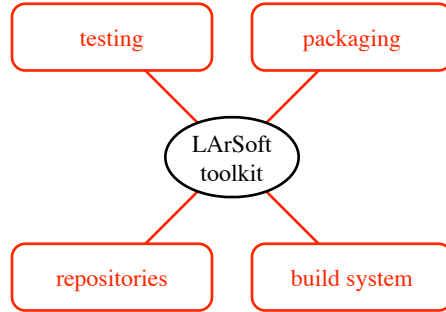 testing
packaging
LArSoft
toolkit
repositories
build system